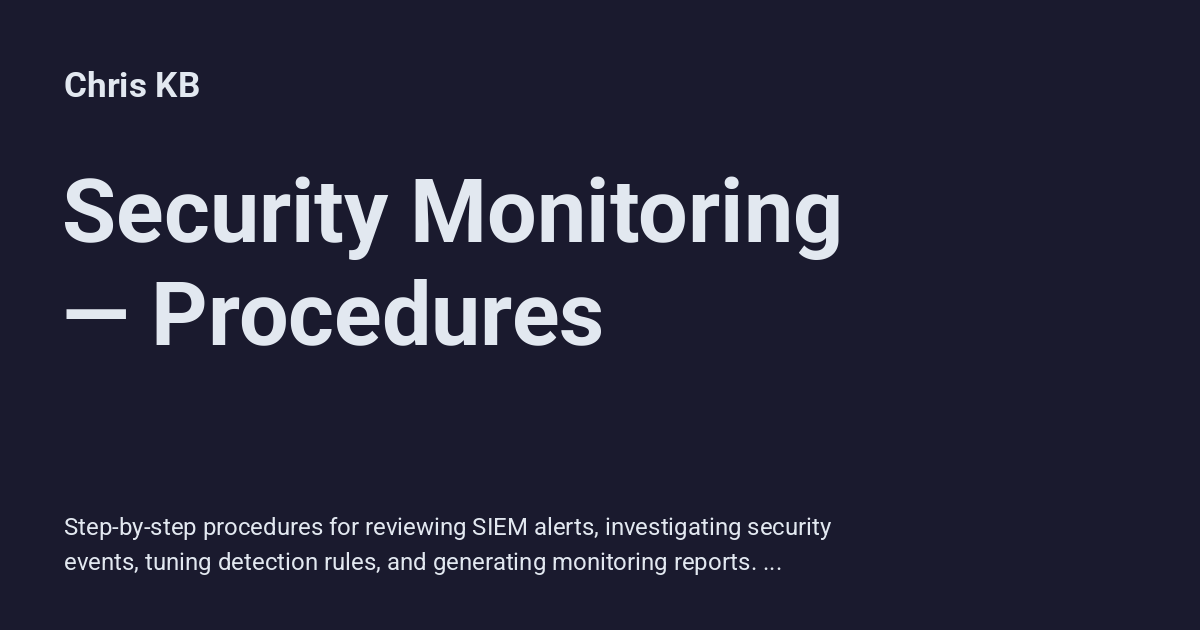 Chris KB
Security Monitoring
— Procedures
Step-by-step procedures for reviewing SIEM alerts, investigating security
events, tuning detection rules, and generating monitoring reports. ...